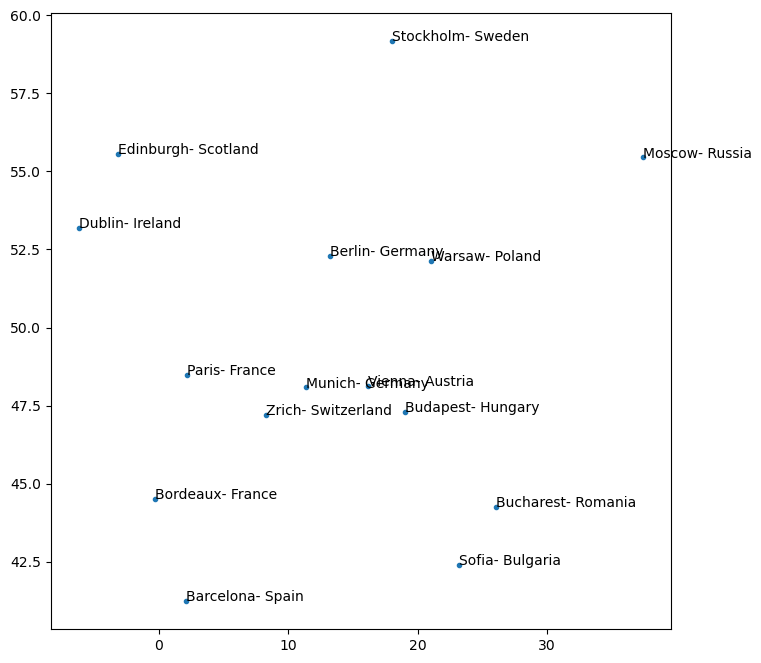 60.0
Stockholm- Sweden
57.5
Edinburgh- Scotland
Moscow- Russia
55.0
Dublin- Ireland
52.5
Berlin- Germany
Warsaw- Poland
50.0
Paris- France
Munich- Germany
Vienna- Austria
47.5
Zrich- Switzerland
Budapest- Hungary
45.0
Bordeaux- France
Bucharest- Romania
42.5
Sofia- Bulgaria
Barcelona- Spain
0 10 20 30